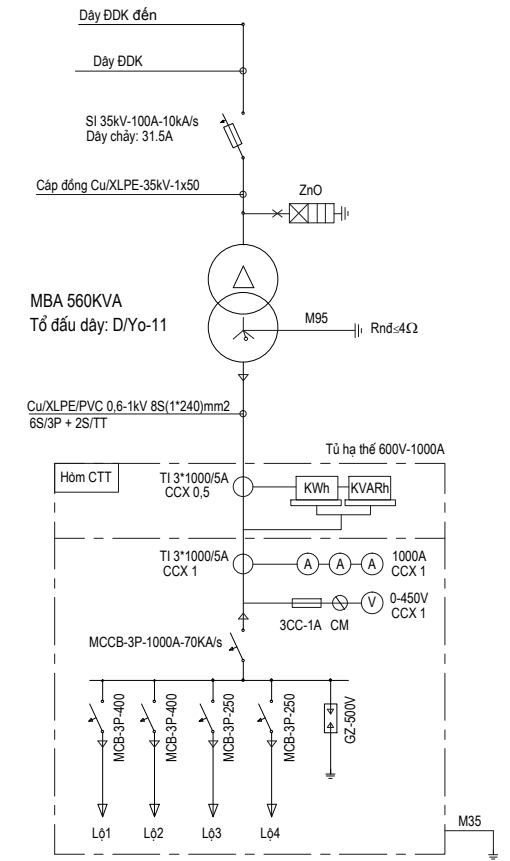 Dây ĐDK đến
Dây ĐDK
SI 35kV-100A-10kA/s
Dây chảy: 31.5A
Cáp đồng Cu/XLPE-35kV-1x50
ZnO
MBA 560KVA
Tổ đấu dây: D/Yo-11
M95
Rnđ≤4Ω
Cu/XLPE/PVC 0,6-1kV 8S(1*240)mm2
6S/3P + 2S/TT
Tủ hạ thế 600V-1000A
Hòm CTT
TI 3*1000/5A
CCX 0,5
KWh
KVARh
TI 3*1000/5A
CCX 1
A
A
A
1000A
CCX 1
V
0-450V
CCX 1
3CC-1A
CM
MCCB-3P-1000A-70KA/s
MCB-3P-400
MCB-3P-400
MCB-3P-250
MCB-3P-250
GZ-500V
Lộ1
Lộ2
Lộ3
Lộ4
M35